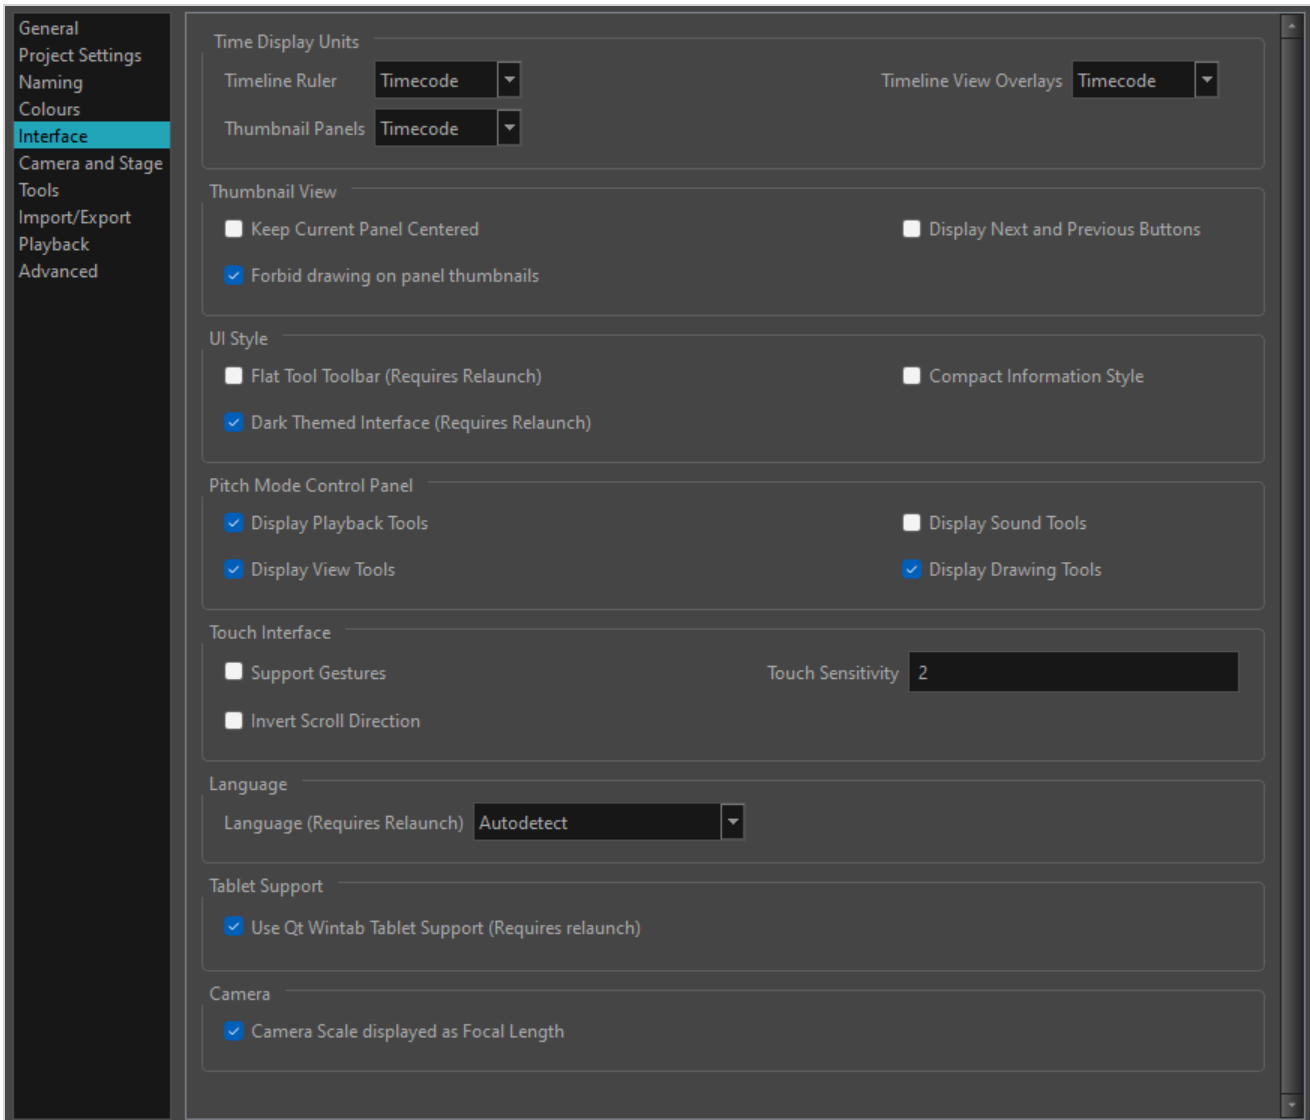 General
Project Settings
Naming
Colours
Interface
Camera and Stage
Tools
Import/Export
Playback
Advanced
Time Display Units
Timeline Ruler Timecode Timeline View Overlays Timecode
Thumbnail Panels Timecode
Thumbnail View
Keep Current Panel Centered Display Next and Previous Buttons
Forbid drawing on panel thumbnails
UI Style
Flat Tool Toolbar (Requires Relaunch) Compact Information Style
Dark Themed Interface (Requires Relaunch)
Pitch Mode Control Panel
Display Playback Tools Display Sound Tools
Display View Tools Display Drawing Tools
Touch Interface
Support Gestures Touch Sensitivity 2
Invert Scroll Direction
Language
Language (Requires Relaunch) Autodetect
Tablet Support
Use Qt Wintab Tablet Support (Requires relaunch)
Camera
Camera Scale displayed as Focal Length